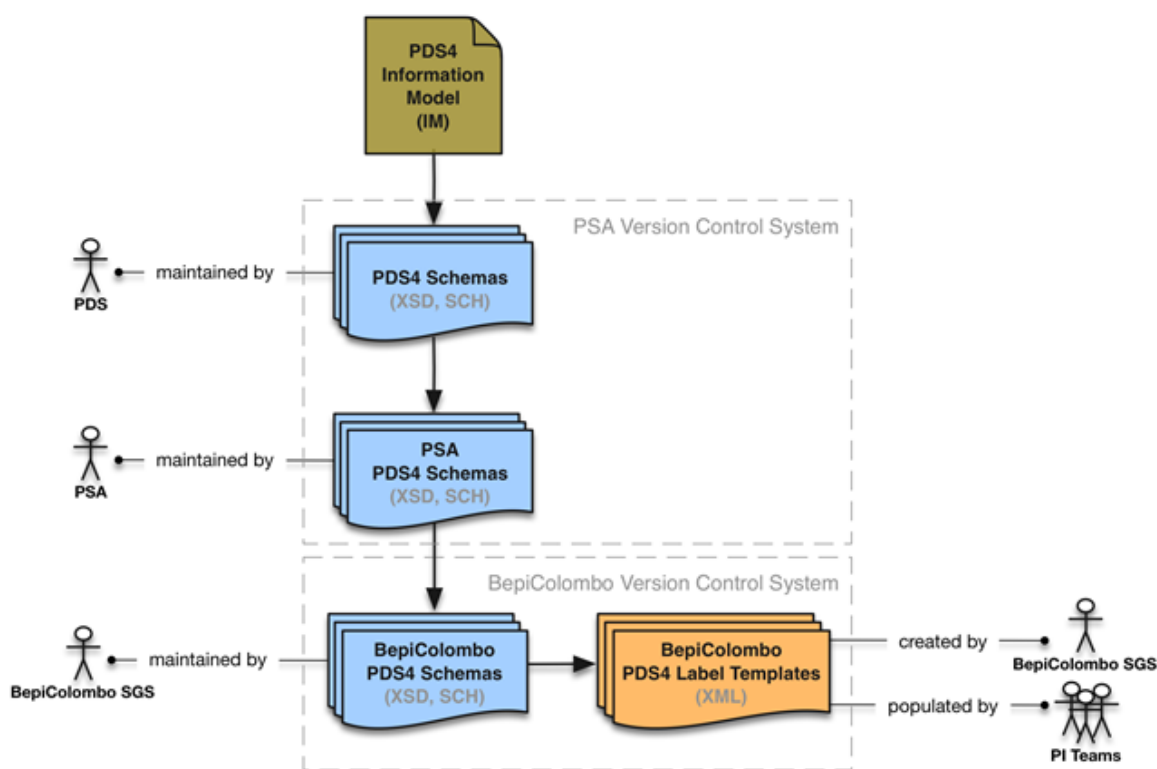 PDS4
Information
Model
(IM)
PSA Version Control System
PDS4 Schemas
(XSD, SCH)
maintained by
PDS
PSA
PDS4 Schemas
(XSD, SCH)
maintained by
PSA
BepiColombo Version Control System
BepiColombo
PDS4 Schemas
(XSD, SCH)
maintained by
BepiColombo SGS
BepiColombo
PDS4 Label Templates
(XML)
created by
BepiColombo SGS
populated by
PI Teams